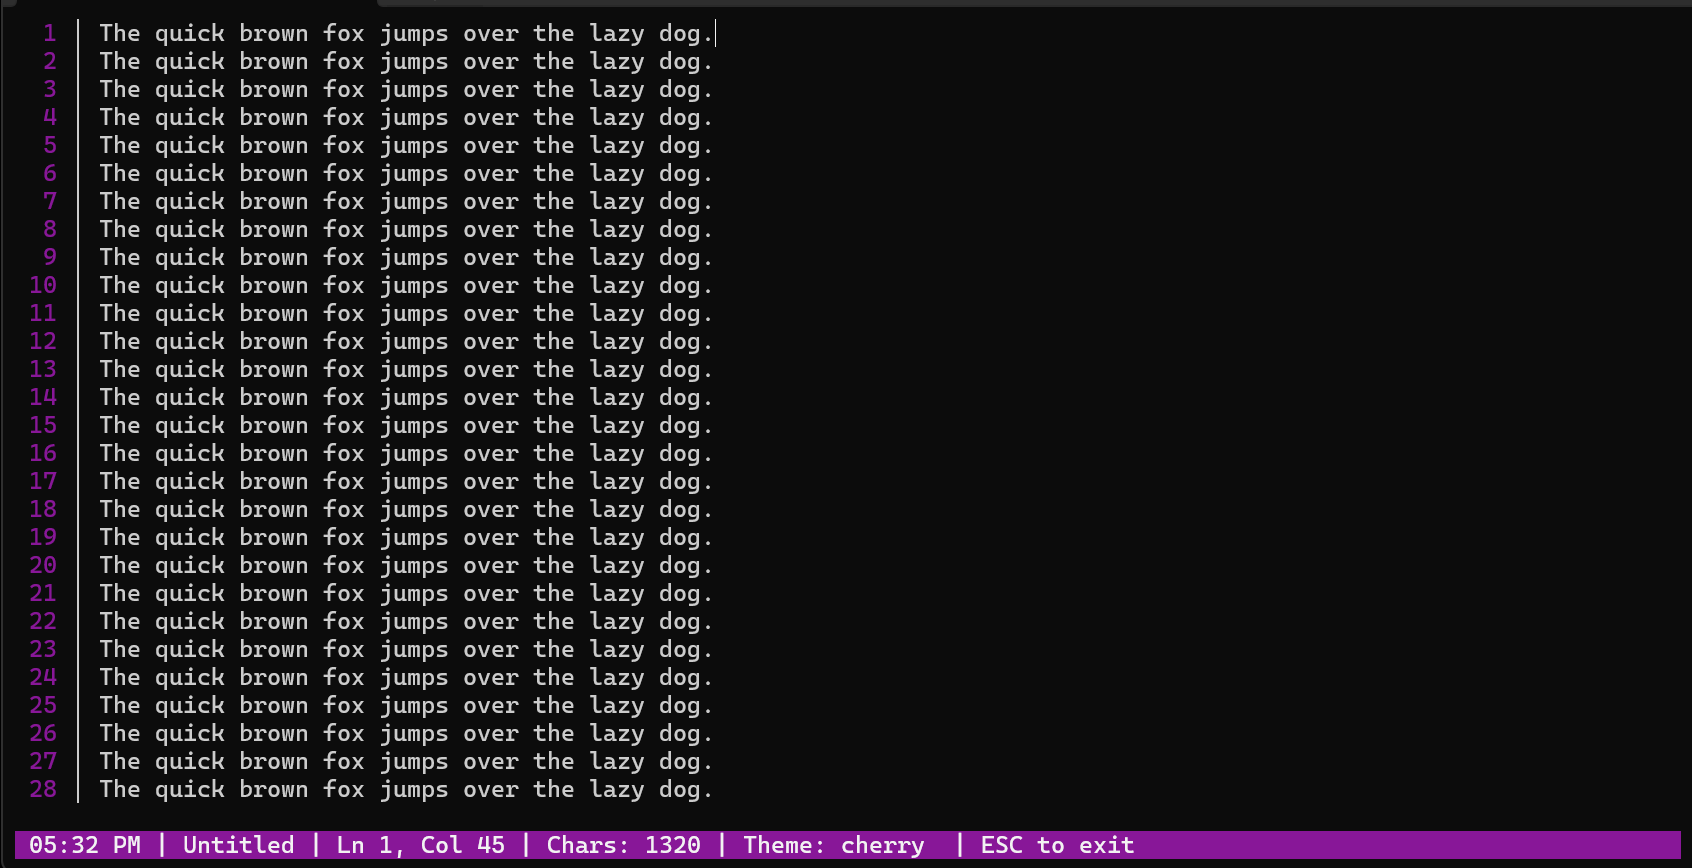 1 │ The quick brown fox jumps over the lazy dog.
2 │ The quick brown fox jumps over the lazy dog.
3 │ The quick brown fox jumps over the lazy dog.
4 │ The quick brown fox jumps over the lazy dog.
5 │ The quick brown fox jumps over the lazy dog.
6 │ The quick brown fox jumps over the lazy dog.
7 │ The quick brown fox jumps over the lazy dog.
8 │ The quick brown fox jumps over the lazy dog.
9 │ The quick brown fox jumps over the lazy dog.
10 │ The quick brown fox jumps over the lazy dog.
11 │ The quick brown fox jumps over the lazy dog.
12 │ The quick brown fox jumps over the lazy dog.
13 │ The quick brown fox jumps over the lazy dog.
14 │ The quick brown fox jumps over the lazy dog.
15 │ The quick brown fox jumps over the lazy dog.
16 │ The quick brown fox jumps over the lazy dog.
17 │ The quick brown fox jumps over the lazy dog.
18 │ The quick brown fox jumps over the lazy dog.
19 │ The quick brown fox jumps over the lazy dog.
20 │ The quick brown fox jumps over the lazy dog.
21 │ The quick brown fox jumps over the lazy dog.
22 │ The quick brown fox jumps over the lazy dog.
23 │ The quick brown fox jumps over the lazy dog.
24 │ The quick brown fox jumps over the lazy dog.
25 │ The quick brown fox jumps over the lazy dog.
26 │ The quick brown fox jumps over the lazy dog.
27 │ The quick brown fox jumps over the lazy dog.
28 │ The quick brown fox jumps over the lazy dog.
05:32 PM | Untitled | Ln 1, Col 45 | Chars: 1320 | Theme: cherry  | ESC to exit